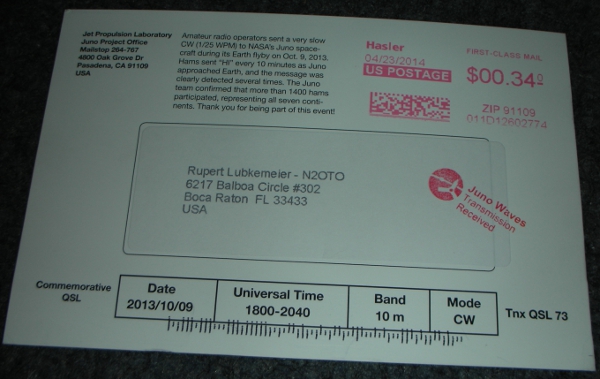 Jet Propulsion Laboratory
Juno Project Office
Mailstop 264-767
4800 Oak Grove Dr
Pasadena, CA 91109
USA
Amateur radio operators sent a very slow
CW (1/25 WPM) to NASA's Juno space-
craft during its Earth flyby on Oct. 9, 2013.
Hams sent "HI" every 10 minutes as Juno
approached Earth, and the message was
clearly detected several times. The Juno
team confirmed that more than 1400 hams
participated, representing all seven conti-
nents. Thank you for being part of this event!
Hasler
04/23/2014
US POSTAGE
FIRST-CLASS MAIL
$00.340
ZIP 91109
011D12602774
Rupert Lubkemeier - N2OTO
6217 Balboa Circle #302
Boca Raton FL 33433
USA
Juno Waves
Transmission
Received
Commemorative
QSL
Date
2013/10/09
Universal Time
1800-2040
Band
10 m
Mode
CW
Tnx QSL 73